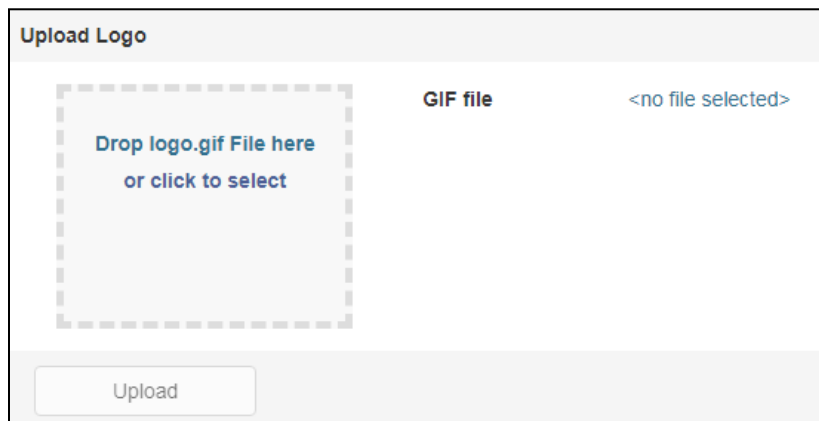 Upload Logo
Drop logo.gif File here
or click to select
GIF file
<no file selected>
Upload